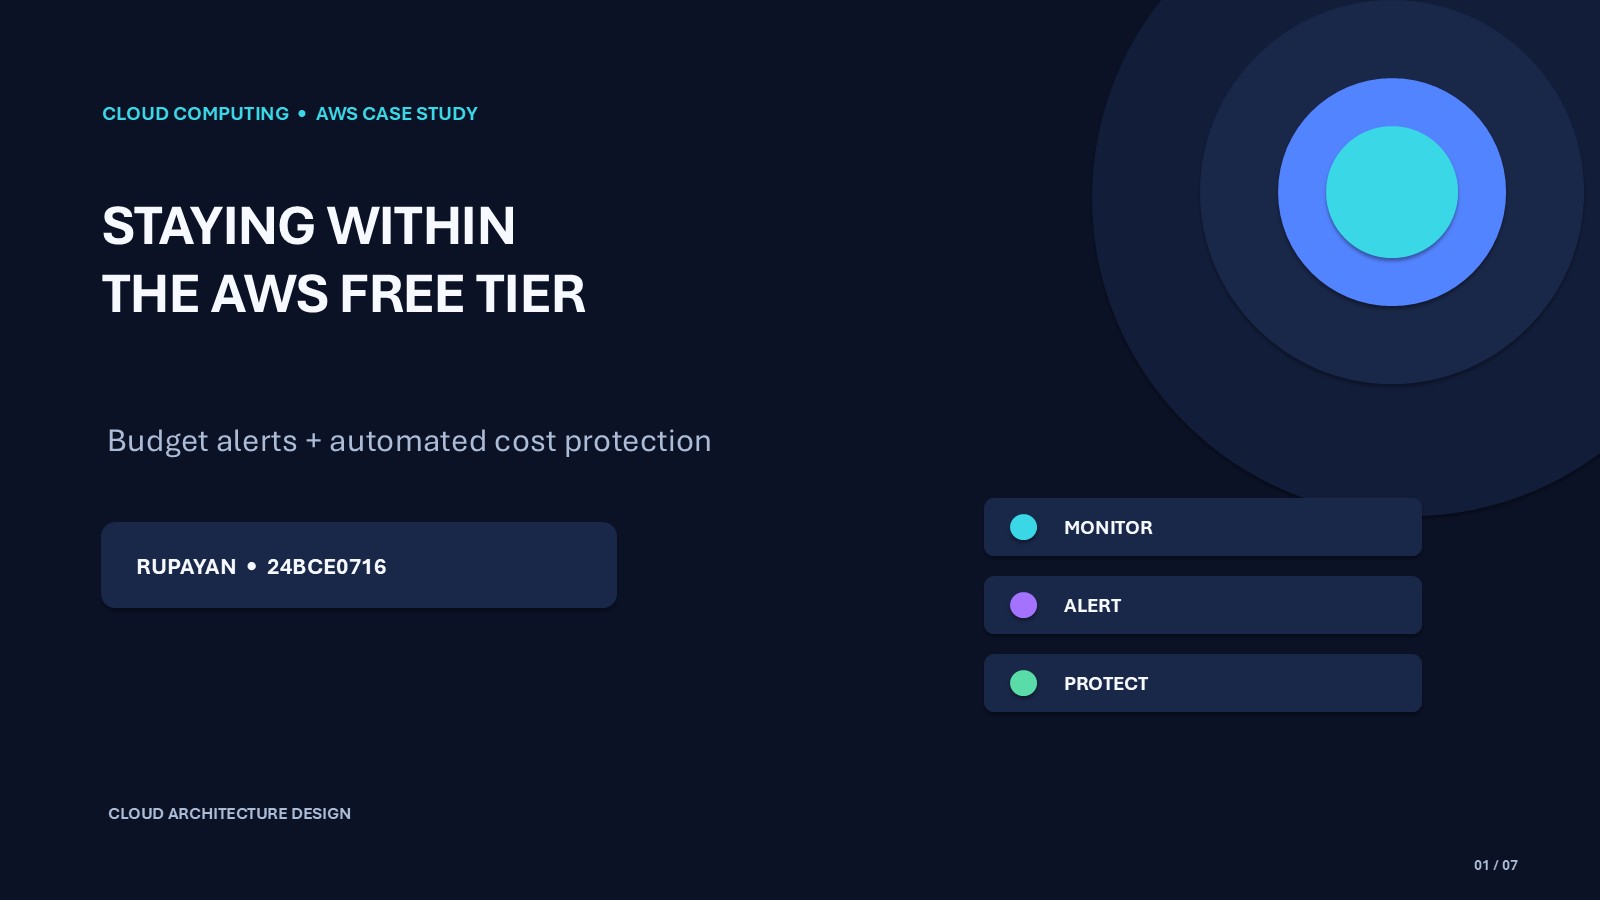 CLOUD COMPUTING • AWS CASE STUDY
STAYING WITHIN
THE AWS FREE TIER
Budget alerts + automated cost protection
RUPAYAN • 24BCE0716
MONITOR
ALERT
PROTECT
CLOUD ARCHITECTURE DESIGN
01 / 07